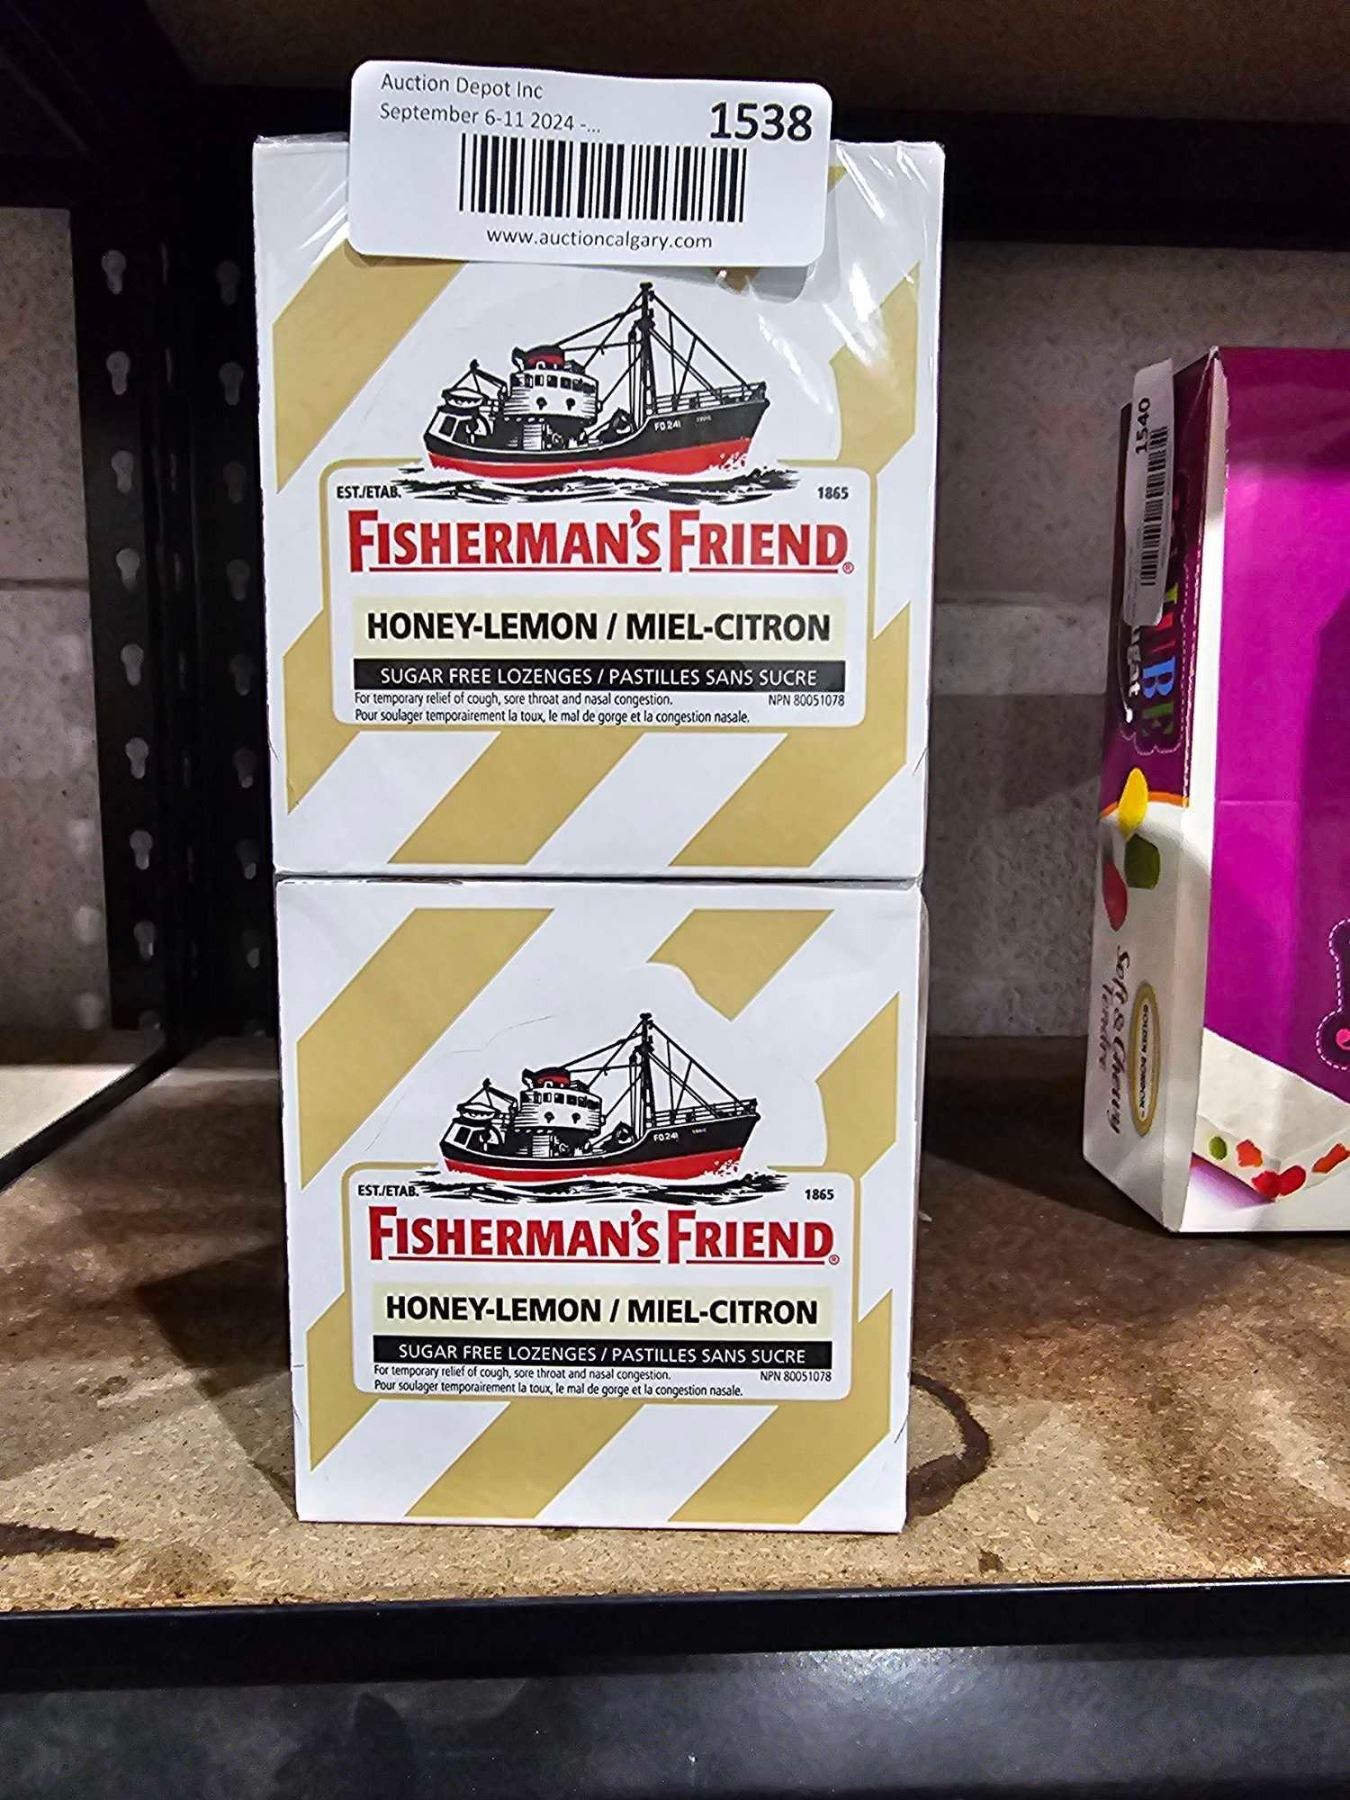 Auction Depot Inc
September 6-11 2024 -...
1538
www.auctioncalgary.com
FD 241
EST./ETAB.
1865
FISHERMAN'S FRIEND®
HONEY-LEMON / MIEL-CITRON
SUGAR FREE LOZENGES / PASTILLES SANS SUCRE
For temporary relief of cough, sore throat and nasal congestion.
NPN 80051078
Pour soulager temporairement la toux, le mal de gorge et la congestion nasale.
FD 241
EST./ETAB.
1865
FISHERMAN'S FRIEND®
HONEY-LEMON / MIEL-CITRON
SUGAR FREE LOZENGES / PASTILLES SANS SUCRE
For temporary relief of cough, sore throat and nasal congestion.
NPN 80051078
Pour soulager temporairement la toux, le mal de gorge et la congestion nasale.
1540
Soft & Chewy
Tendre
GOLDEN BONBON